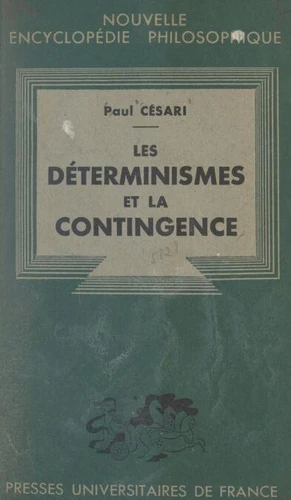 NOUVELLE
ENCYCLOPÉDIE PHILOSOPHIQUE
Paul CÉSARI
LES
DÉTERMINISMES
ET LA
CONTINGENCE
PRESSES UNIVERSITAIRES DE FRANCE